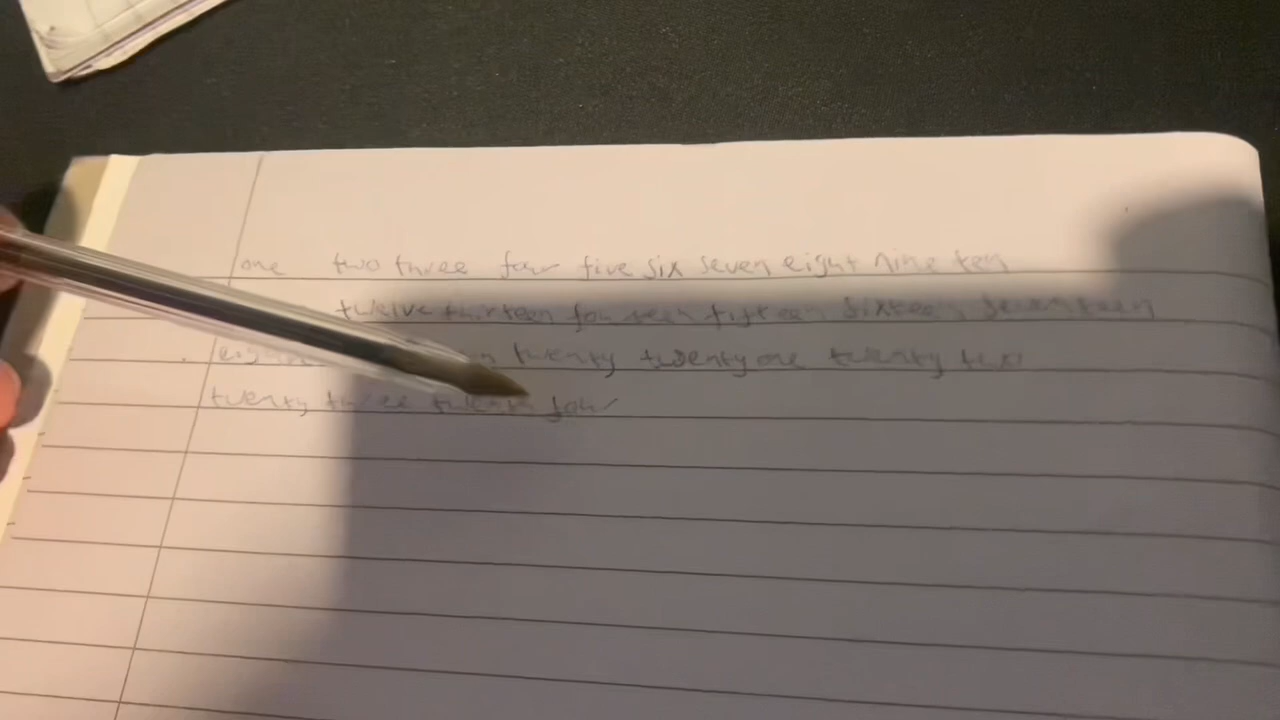 one two three four five six seven eight nine ten
twelve thirteen fourteen fifteen sixteen seventeen
twenty twenty one twenty two
twenty three twenty four